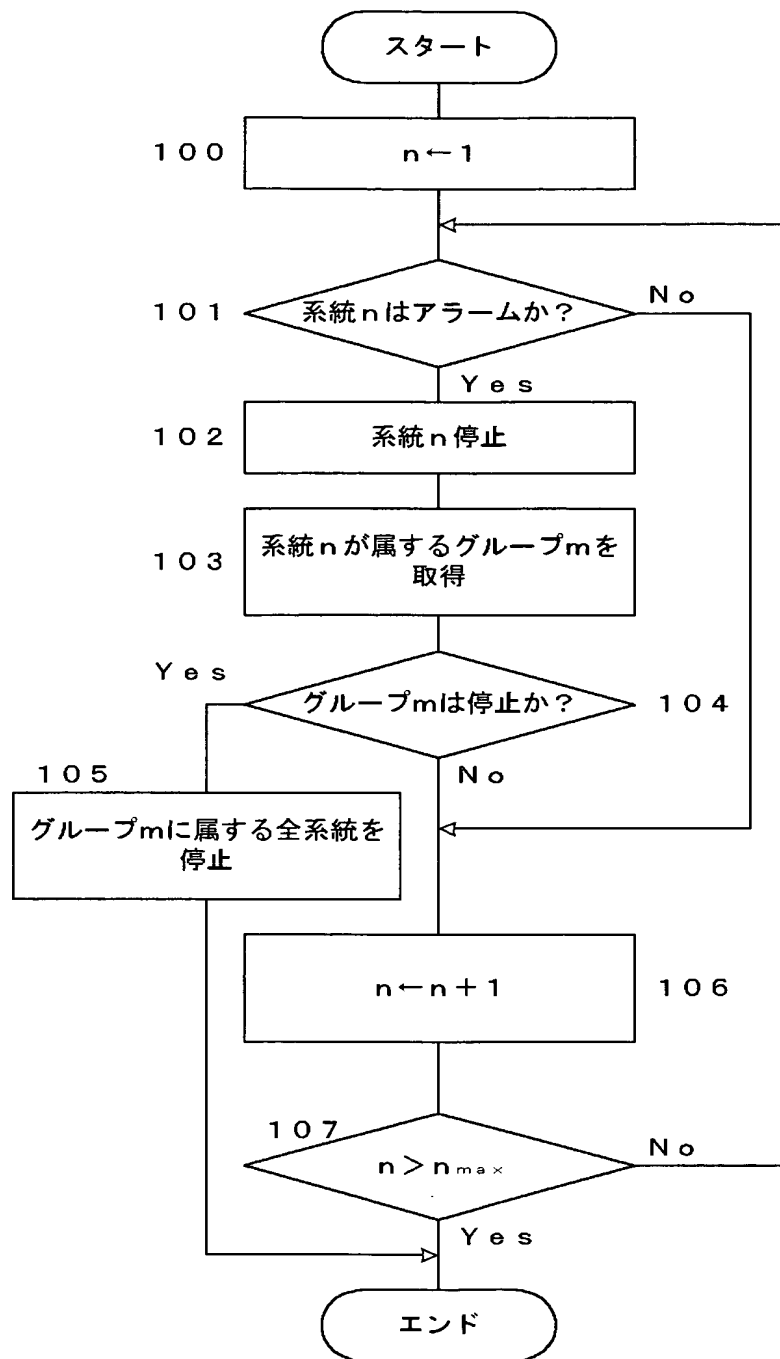 スタート
100
n←1
101
系統nはアラームか？
No
Yes
102
系統n停止
103
系統nが属するグループmを
取得
Yes
グループmは停止か？
104
No
105
グループmに属する全系統を
停止
n←n+1
106
107
n＞nmax
No
Yes
エンド